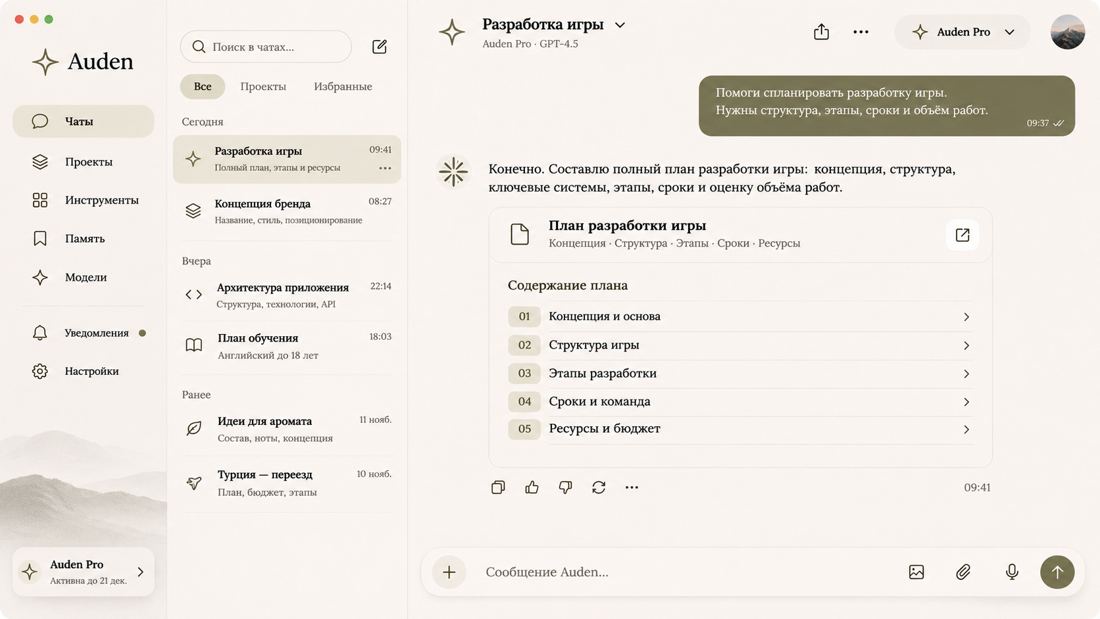 Auden
Чаты
Проекты
Инструменты
Память
Модели
Уведомления
Настройки
Auden Pro
Активна до 21 дек.
Поиск в чатах...
Все Проекты Избранные
Сегодня
Разработка игры 09:41
Полный план, этапы и ресурсы
Концепция бренда 08:27
Название, стиль, позиционирование
Вчера
Архитектура приложения 22:14
Структура, технологии, API
План обучения 18:03
Английский до 18 лет
Ранее
Идеи для аромата 11 нояб.
Состав, ноты, концепция
Турция — переезд 10 нояб.
План, бюджет, этапы
Разработка игры
Auden Pro · GPT-4.5
Auden Pro
Помоги спланировать разработку игры.
Нужны структура, этапы, сроки и объём работ.
09:37
Конечно. Составлю полный план разработки игры: концепция, структура,
ключевые системы, этапы, сроки и оценку объёма работ.
План разработки игры
Концепция · Структура · Этапы · Сроки · Ресурсы
Содержание плана
01 Концепция и основа
02 Структура игры
03 Этапы разработки
04 Сроки и команда
05 Ресурсы и бюджет
09:41
Сообщение Auden...